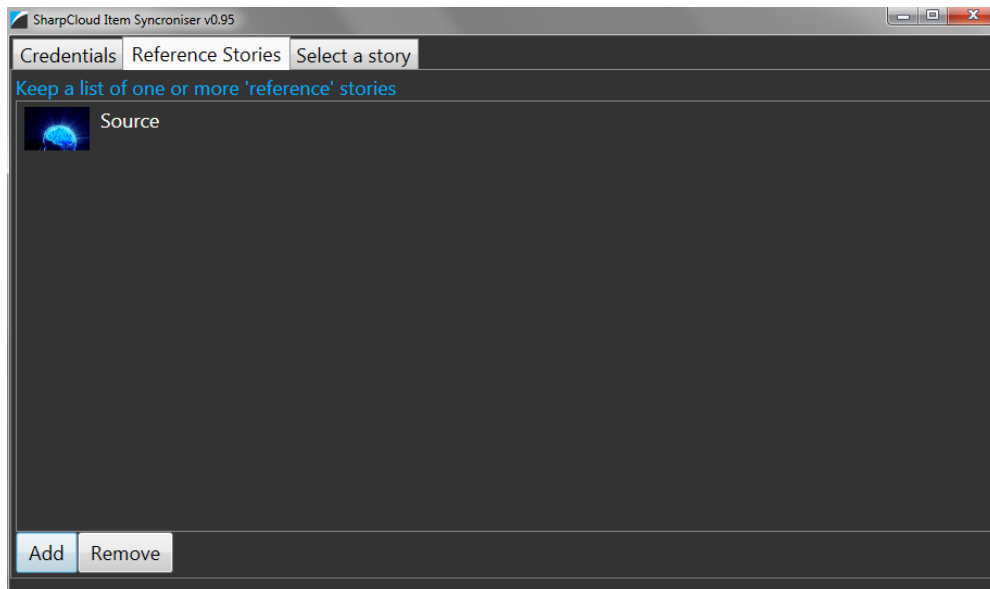 SharpCloud Item Syncroniser v0.95
Credentials Reference Stories Select a story
Keep a list of one or more 'reference' stories
Source
Add Remove